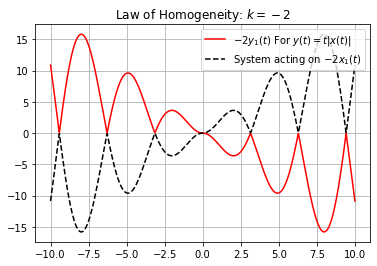 Law of Homogeneity: k = −2
−2y₁(t) For y(t) = t|x(t)|
System acting on −2x₁(t)
15
10
5
0
−5
−10
−15
−10.0 −7.5 −5.0 −2.5 0.0 2.5 5.0 7.5 10.0